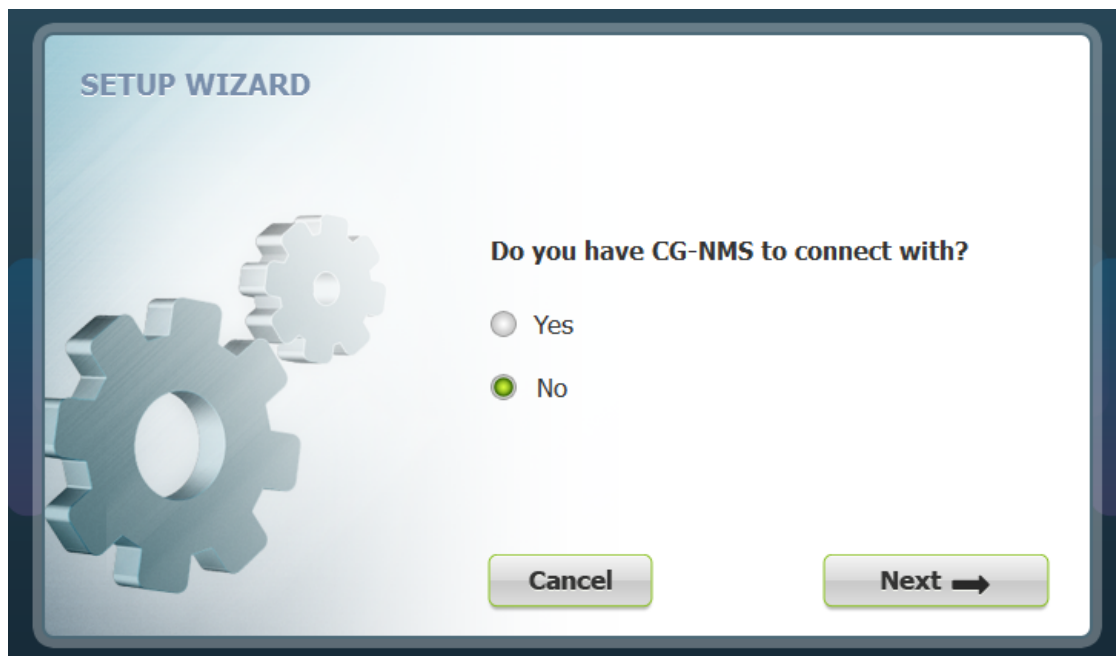 SETUP WIZARD
Do you have CG-NMS to connect with?
Yes
No
Cancel
Next